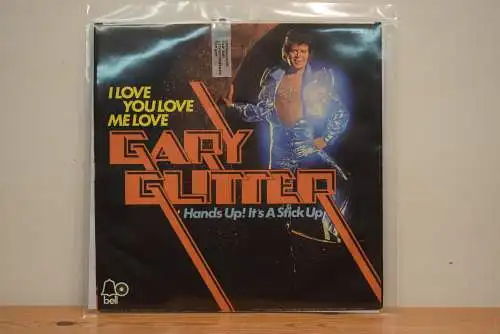 I LOVE
YOU LOVE
ME LOVE
GARY
GLITTER
Hands Up! It's A Stick Up
bell